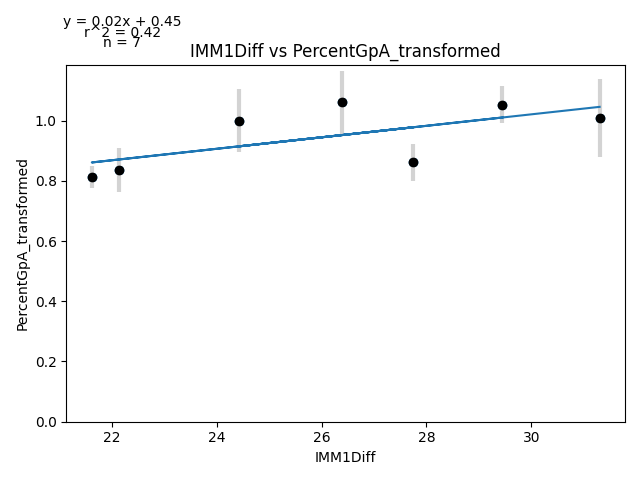 y = 0.02x + 0.45
r^2 = 0.42
n = 7
IMM1Diff vs PercentGpA_transformed
PercentGpA_transformed
1.0
0.8
0.6
0.4
0.2
0.0
22 24 26 28 30
IMM1Diff